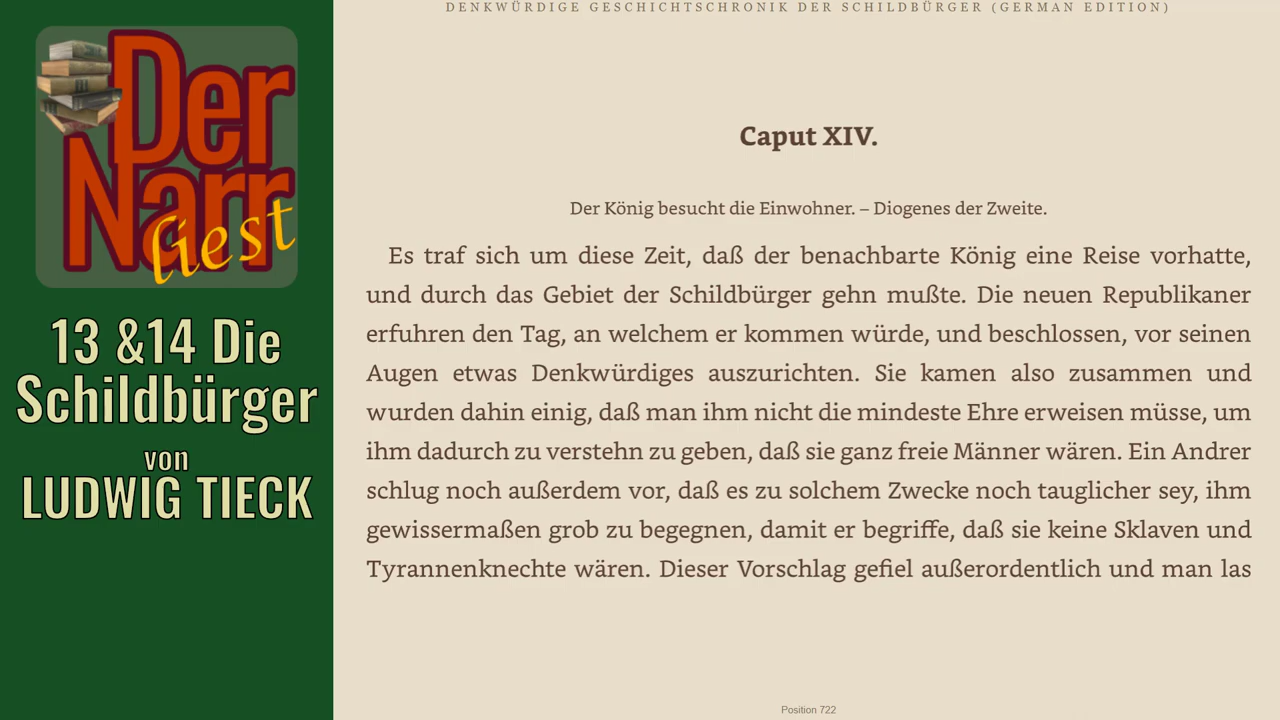 Der
Narr
liest
13 &14 Die
Schildbürger
von
LUDWIG TIECK
DENKWÜRDIGE GESCHICHTSCHRONIK DER SCHILDBÜRGER (GERMAN EDITION)
Caput XIV.
Der König besucht die Einwohner. – Diogenes der Zweite.
Es traf sich um diese Zeit, daß der benachbarte König eine Reise vorhatte,
und durch das Gebiet der Schildbürger gehn mußte. Die neuen Republikaner
erfuhren den Tag, an welchem er kommen würde, und beschlossen, vor seinen
Augen etwas Denkwürdiges auszurichten. Sie kamen also zusammen und
wurden dahin einig, daß man ihm nicht die mindeste Ehre erweisen müsse, um
ihm dadurch zu verstehn zu geben, daß sie ganz freie Männer wären. Ein Andrer
schlug noch außerdem vor, daß es zu solchem Zwecke noch tauglicher sey, ihm
gewissermaßen grob zu begegnen, damit er begriffe, daß sie keine Sklaven und
Tyrannenknechte wären. Dieser Vorschlag gefiel außerordentlich und man las
Position 722